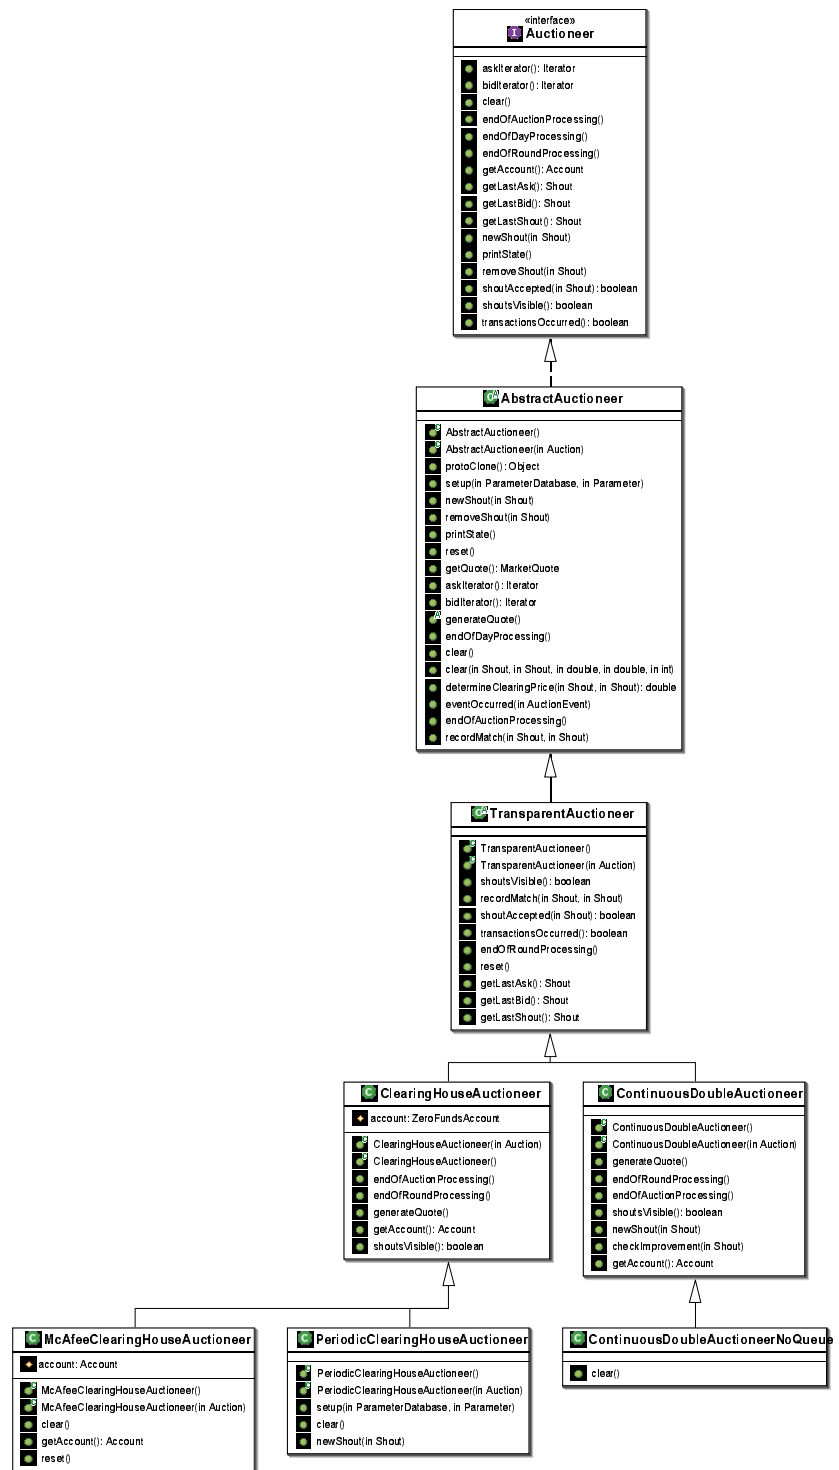 «interface»
Auctioneer
askIterator(): Iterator
bidIterator(): Iterator
clear()
endOfAuctionProcessing()
endOfDayProcessing()
endOfRoundProcessing()
getAccount(): Account
getLastAsk(): Shout
getLastBid(): Shout
getLastShout(): Shout
newShout(in Shout)
printState()
removeShout(in Shout)
shoutAccepted(in Shout): boolean
shoutsVisible(): boolean
transactionsOccurred(): boolean
AbstractAuctioneer
AbstractAuctioneer()
AbstractAuctioneer(in Auction)
protoClone(): Object
setup(in ParameterDatabase, in Parameter)
newShout(in Shout)
removeShout(in Shout)
printState()
reset()
getQuote(): MarketQuote
askIterator(): Iterator
bidIterator(): Iterator
generateQuote()
endOfDayProcessing()
clear()
clear(in Shout, in Shout, in double, in double, in int)
determineClearingPrice(in Shout, in Shout): double
eventOccurred(in AuctionEvent)
endOfAuctionProcessing()
recordMatch(in Shout, in Shout)
TransparentAuctioneer
TransparentAuctioneer()
TransparentAuctioneer(in Auction)
shoutsVisible(): boolean
recordMatch(in Shout, in Shout)
shoutAccepted(in Shout): boolean
transactionsOccurred(): boolean
endOfRoundProcessing()
reset()
getLastAsk(): Shout
getLastBid(): Shout
getLastShout(): Shout
ClearingHouseAuctioneer
account: ZeroFundsAccount
ClearingHouseAuctioneer(in Auction)
ClearingHouseAuctioneer()
endOfAuctionProcessing()
endOfRoundProcessing()
generateQuote()
getAccount(): Account
shoutsVisible(): boolean
ContinuousDoubleAuctioneer
ContinuousDoubleAuctioneer()
ContinuousDoubleAuctioneer(in Auction)
generateQuote()
endOfRoundProcessing()
endOfAuctionProcessing()
shoutsVisible(): boolean
newShout(in Shout)
checkImprovement(in Shout)
getAccount(): Account
McAfeeClearingHouseAuctioneer
account: Account
McAfeeClearingHouseAuctioneer()
McAfeeClearingHouseAuctioneer(in Auction)
clear()
getAccount(): Account
reset()
PeriodicClearingHouseAuctioneer
PeriodicClearingHouseAuctioneer()
PeriodicClearingHouseAuctioneer(in Auction)
setup(in ParameterDatabase, in Parameter)
clear()
newShout(in Shout)
ContinuousDoubleAuctioneerNoQueue
clear()